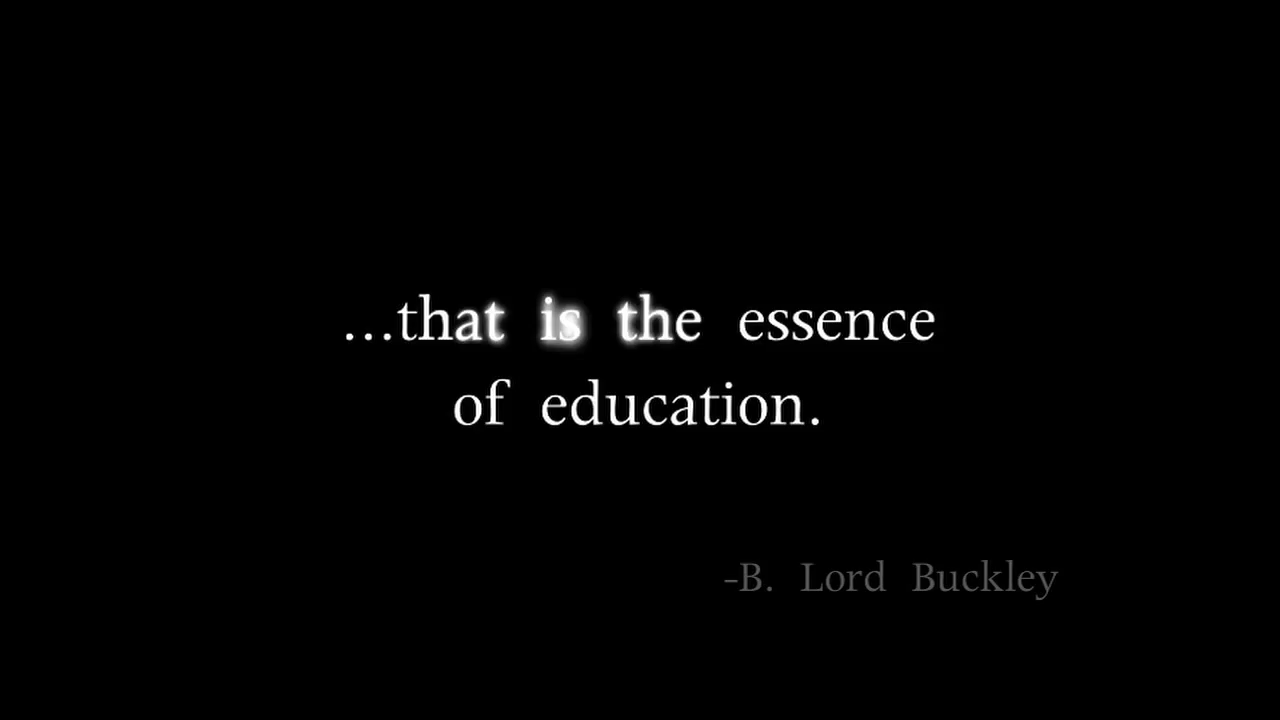 ...that is the essence
of education.
-B. Lord Buckley